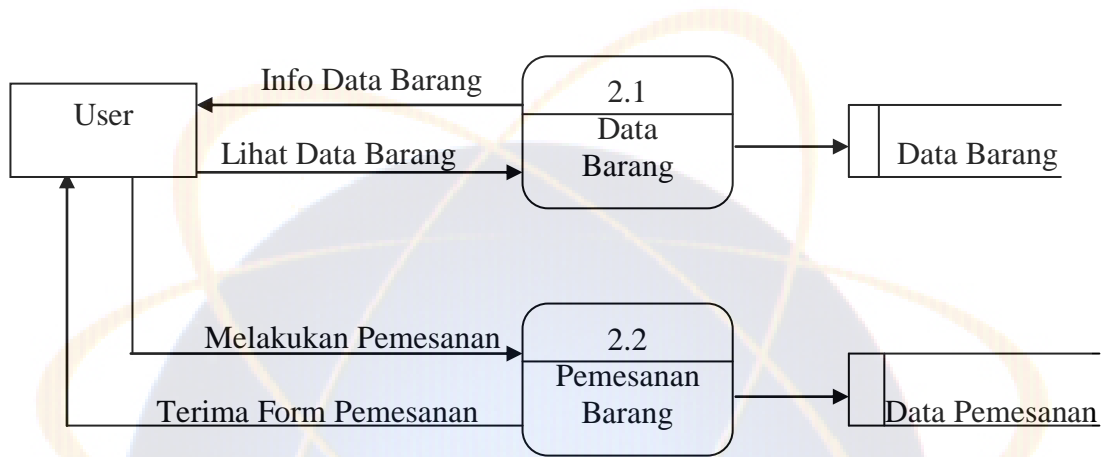 User
Info Data Barang
Lihat Data Barang
2.1
Data
Barang
Data Barang
Melakukan Pemesanan
Terima Form Pemesanan
2.2
Pemesanan
Barang
Data Pemesanan